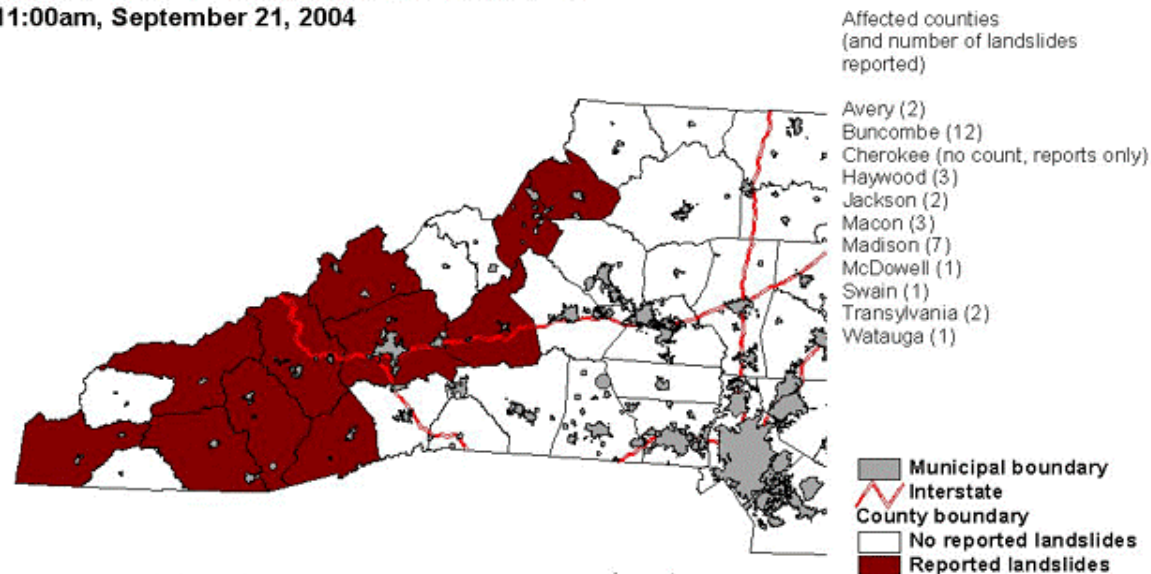 11:00am, September 21, 2004
Affected counties
(and number of landslides
reported)
Avery (2)
Buncombe (12)
Cherokee (no count, reports only)
Haywood (3)
Jackson (2)
Macon (3)
Madison (7)
McDowell (1)
Swain (1)
Transylvania (2)
Watauga (1)
Municipal boundary
Interstate
County boundary
No reported landslides
Reported landslides